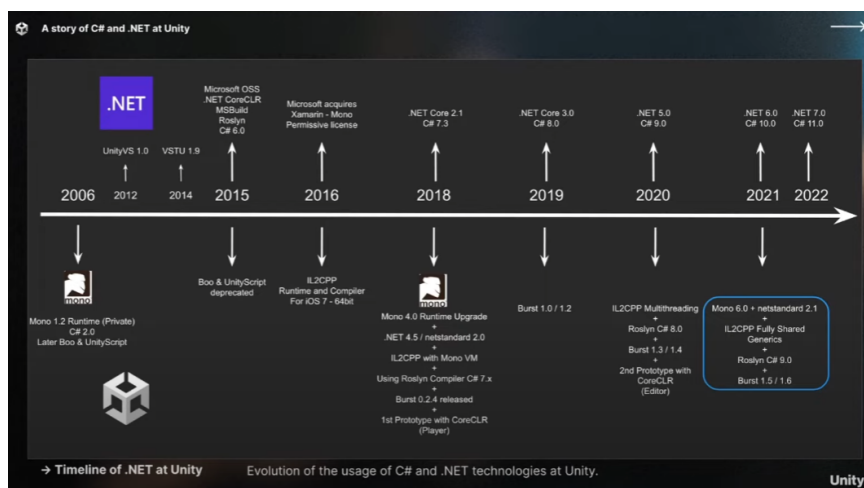 A story of C# and .NET at Unity
.NET
Microsoft OSS
.NET CoreCLR
MSBuild
Roslyn
C# 6.0
Microsoft acquires
Xamarin - Mono
Permissive license
.NET Core 2.1
C# 7.3
.NET Core 3.0
C# 8.0
.NET 5.0
C# 9.0
.NET 6.0
C# 10.0
.NET 7.0
C# 11.0
UnityVS 1.0
VSTU 1.9
2006
2012
2014
2015
2016
2018
2019
2020
2021
2022
mono
Mono 1.2 Runtime (Private)
C# 2.0
Later Boo & UnityScript
Boo & UnityScript
deprecated
IL2CPP
Runtime and Compiler
For iOS 7 - 64bit
mono
Mono 4.0 Runtime Upgrade
+
.NET 4.5 / netstandard 2.0
+
IL2CPP with Mono VM
+
Using Roslyn Compiler C# 7.x
+
Burst 0.2.4 released
+
1st Prototype with CoreCLR
(Player)
Burst 1.0 / 1.2
IL2CPP Multithreading
+
Roslyn C# 8.0
+
Burst 1.3 / 1.4
+
2nd Prototype with
CoreCLR
(Editor)
Mono 6.0 + netstandard 2.1
+
IL2CPP Fully Shared
Generics
+
Roslyn C# 9.0
+
Burst 1.5 / 1.6
→ Timeline of .NET at Unity
Evolution of the usage of C# and .NET technologies at Unity.
Unity